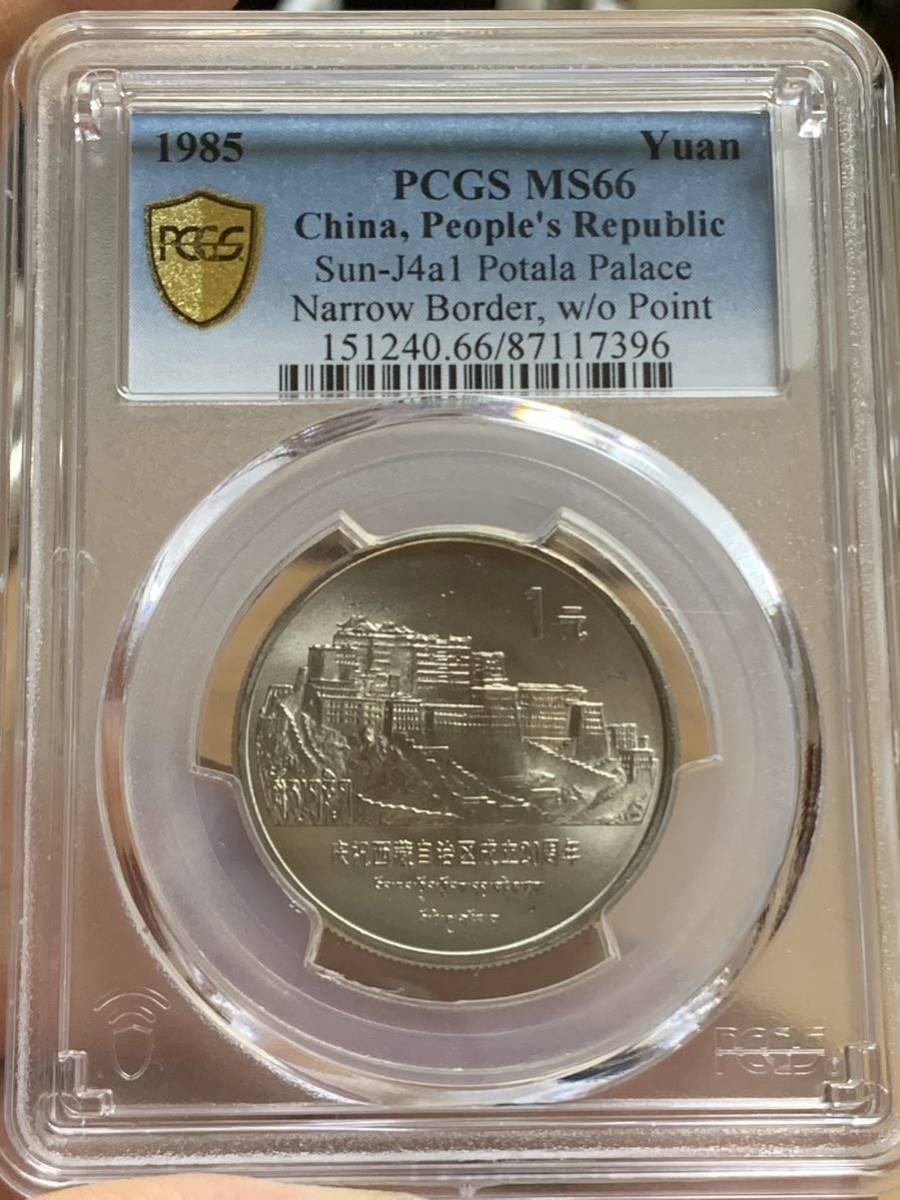 1985 Yuan
PCGS MS66
PCGS
China, People's Republic
Sun-J4a1 Potala Palace
Narrow Border, w/o Point
151240.66/87117396
1元
庆祝西藏自治区成立20周年
PCGS